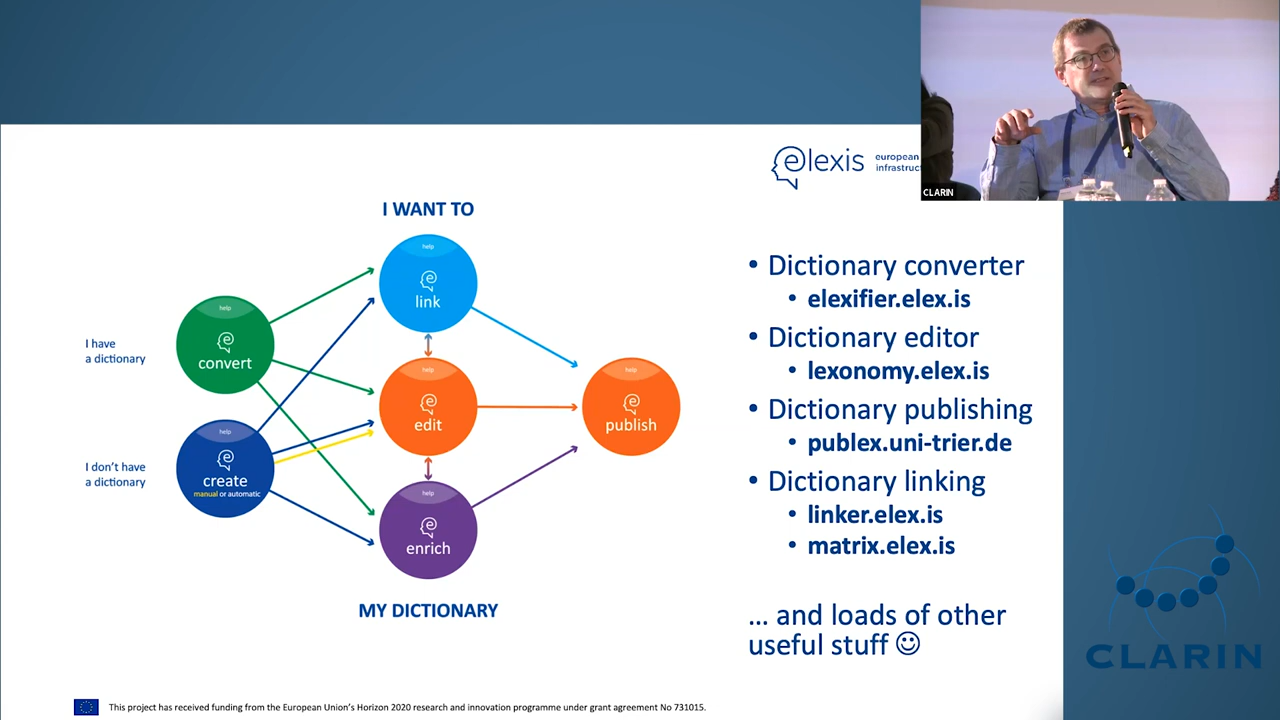 elexis
european
CLARIN
I WANT TO
help
link
help
convert
I have
a dictionary
help
edit
help
publish
help
create
manual or automatic
I don't have
a dictionary
help
enrich
MY DICTIONARY
• Dictionary converter
• elexifier.elex.is
• Dictionary editor
• lexonomy.elex.is
• Dictionary publishing
• publex.uni-trier.de
• Dictionary linking
• linker.elex.is
• matrix.elex.is
... and loads of other
useful stuff ☺
CLARIN
This project has received funding from the European Union's Horizon 2020 research and innovation programme under grant agreement No 731015.